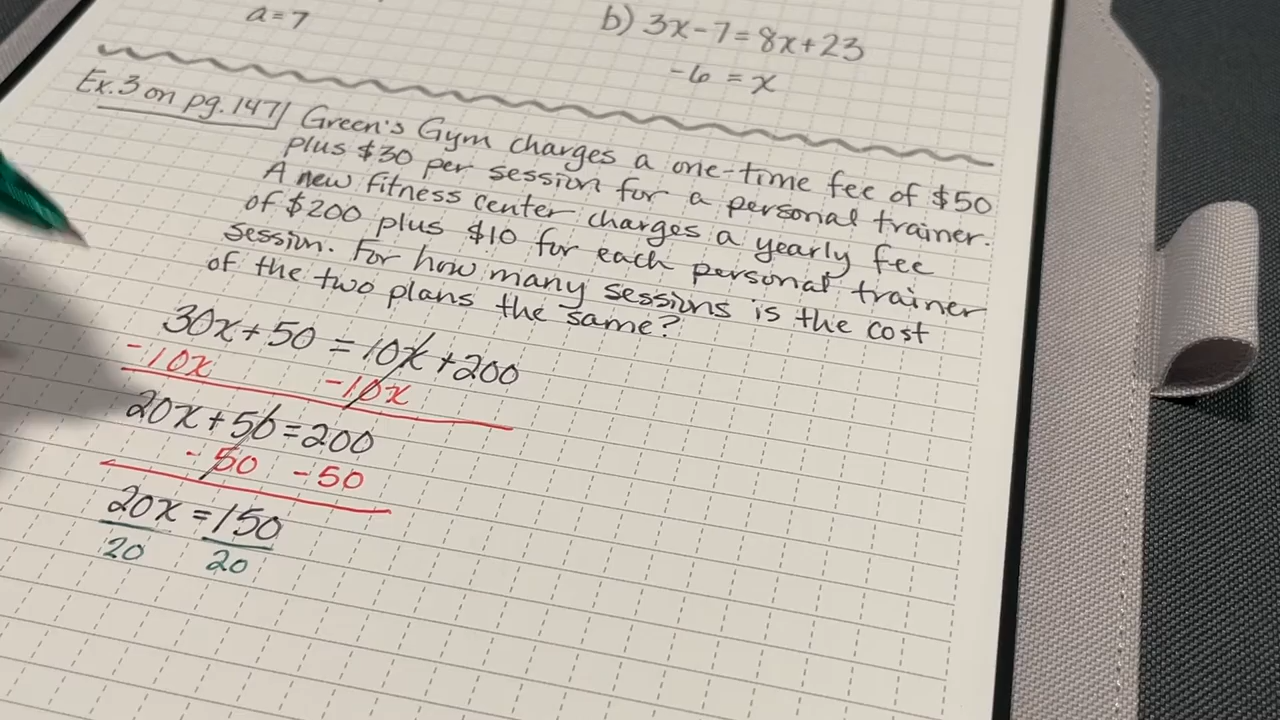 a = 7
b) 3x - 7 = 8x + 23
-6 = x
Ex. 3 on pg. 147/ Green's Gym charges a one-time fee of $50
plus $30 per session for a personal trainer.
A new fitness center charges a yearly fee
of $200 plus $10 for each personal trainer
session. For how many sessions is the cost
of the two plans the same?
30x + 50 = 10x + 200
-10x -10x
20x + 50 = 200
- 50 - 50
20x = 150
20 20